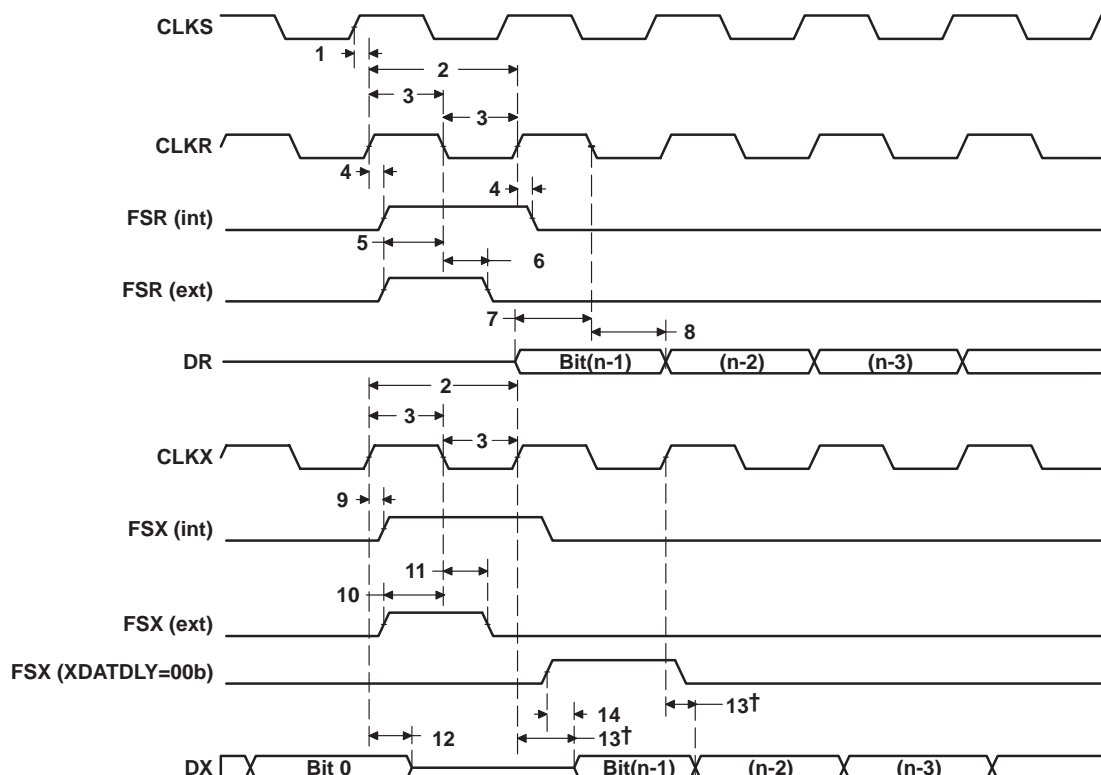 CLKS
1
2
3
3
CLKR
4
4
FSR (int)
5
6
FSR (ext)
7
8
DR
Bit(n-1)
(n-2)
(n-3)
2
3
3
CLKX
9
FSX (int)
11
10
FSX (ext)
FSX (XDATDLY=00b)
13†
14
12
13†
DX
Bit 0
Bit(n-1)
(n-2)
(n-3)